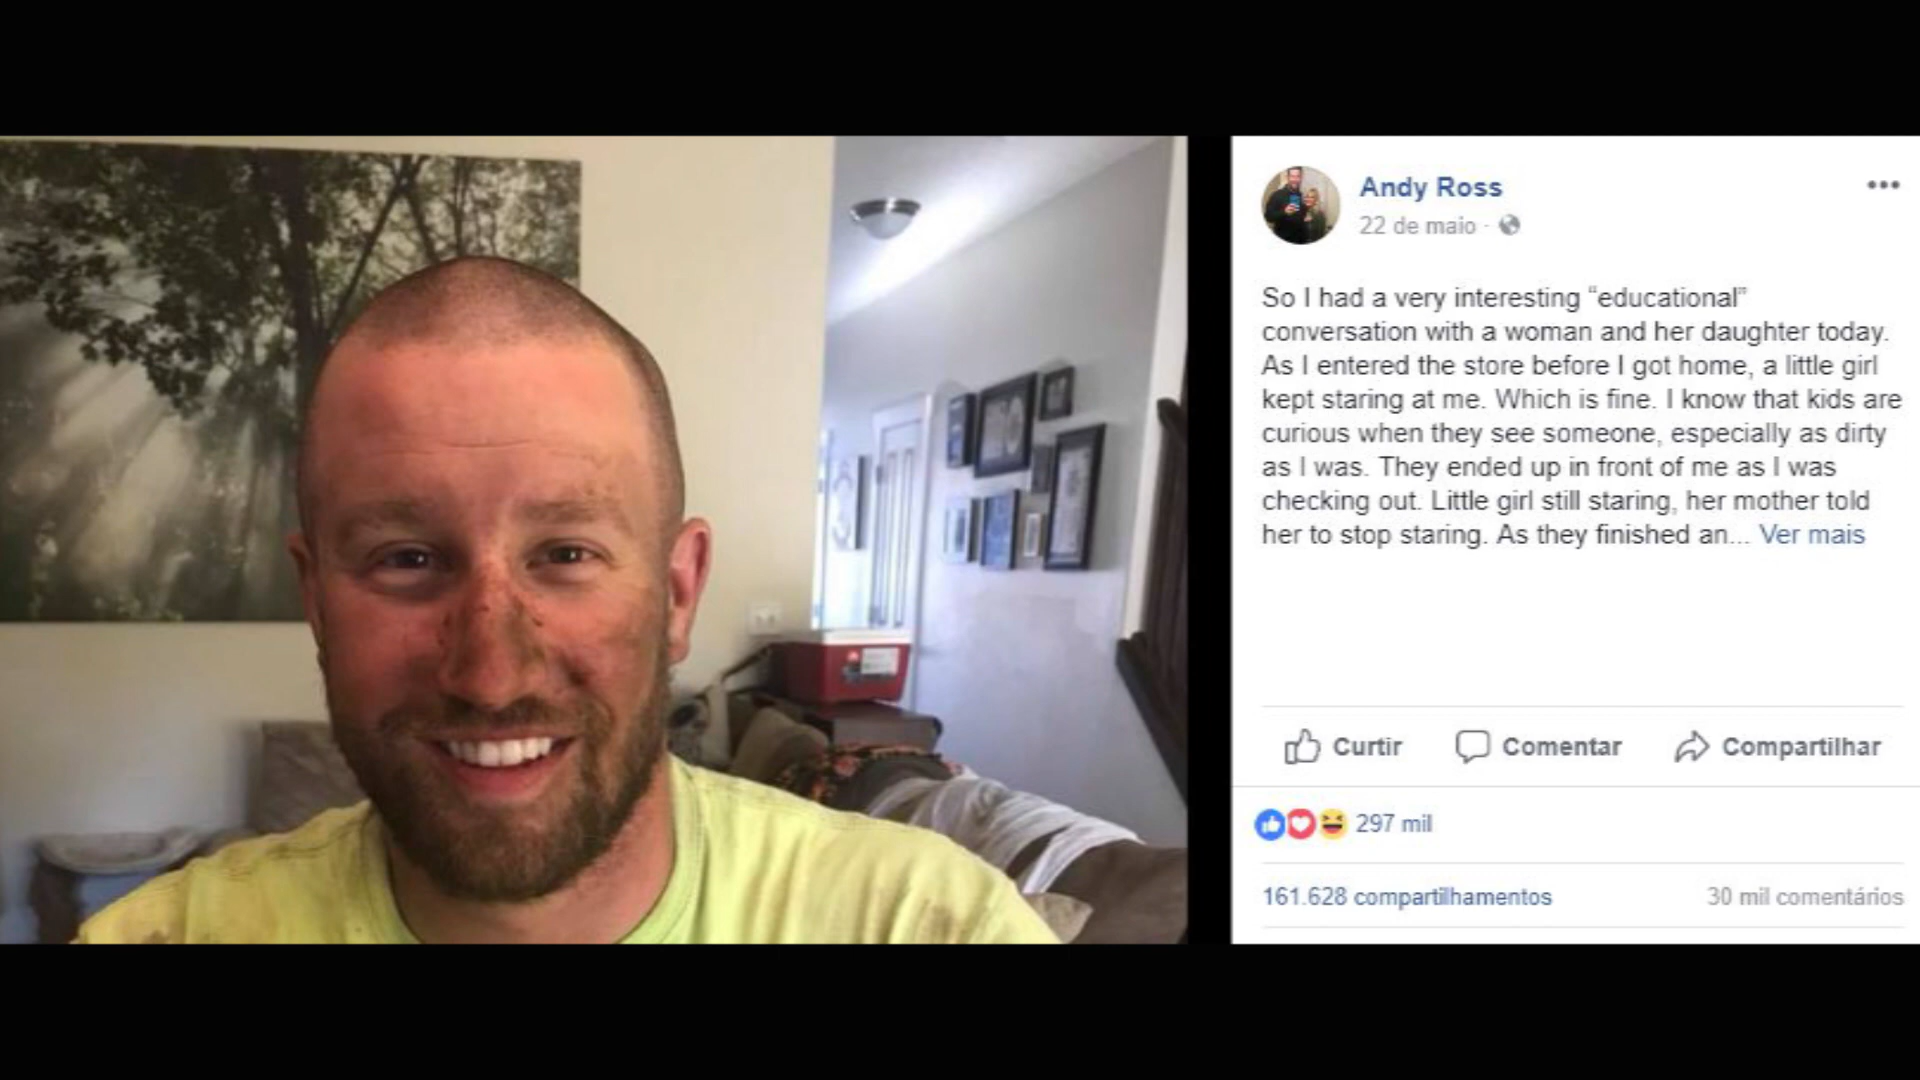 Andy Ross
22 de maio ·
So I had a very interesting “educational”
conversation with a woman and her daughter today.
As I entered the store before I got home, a little girl
kept staring at me. Which is fine. I know that kids are
curious when they see someone, especially as dirty
as I was. They ended up in front of me as I was
checking out. Little girl still staring, her mother told
her to stop staring. As they finished an... Ver mais
Curtir Comentar Compartilhar
297 mil
161.628 compartilhamentos 30 mil comentários